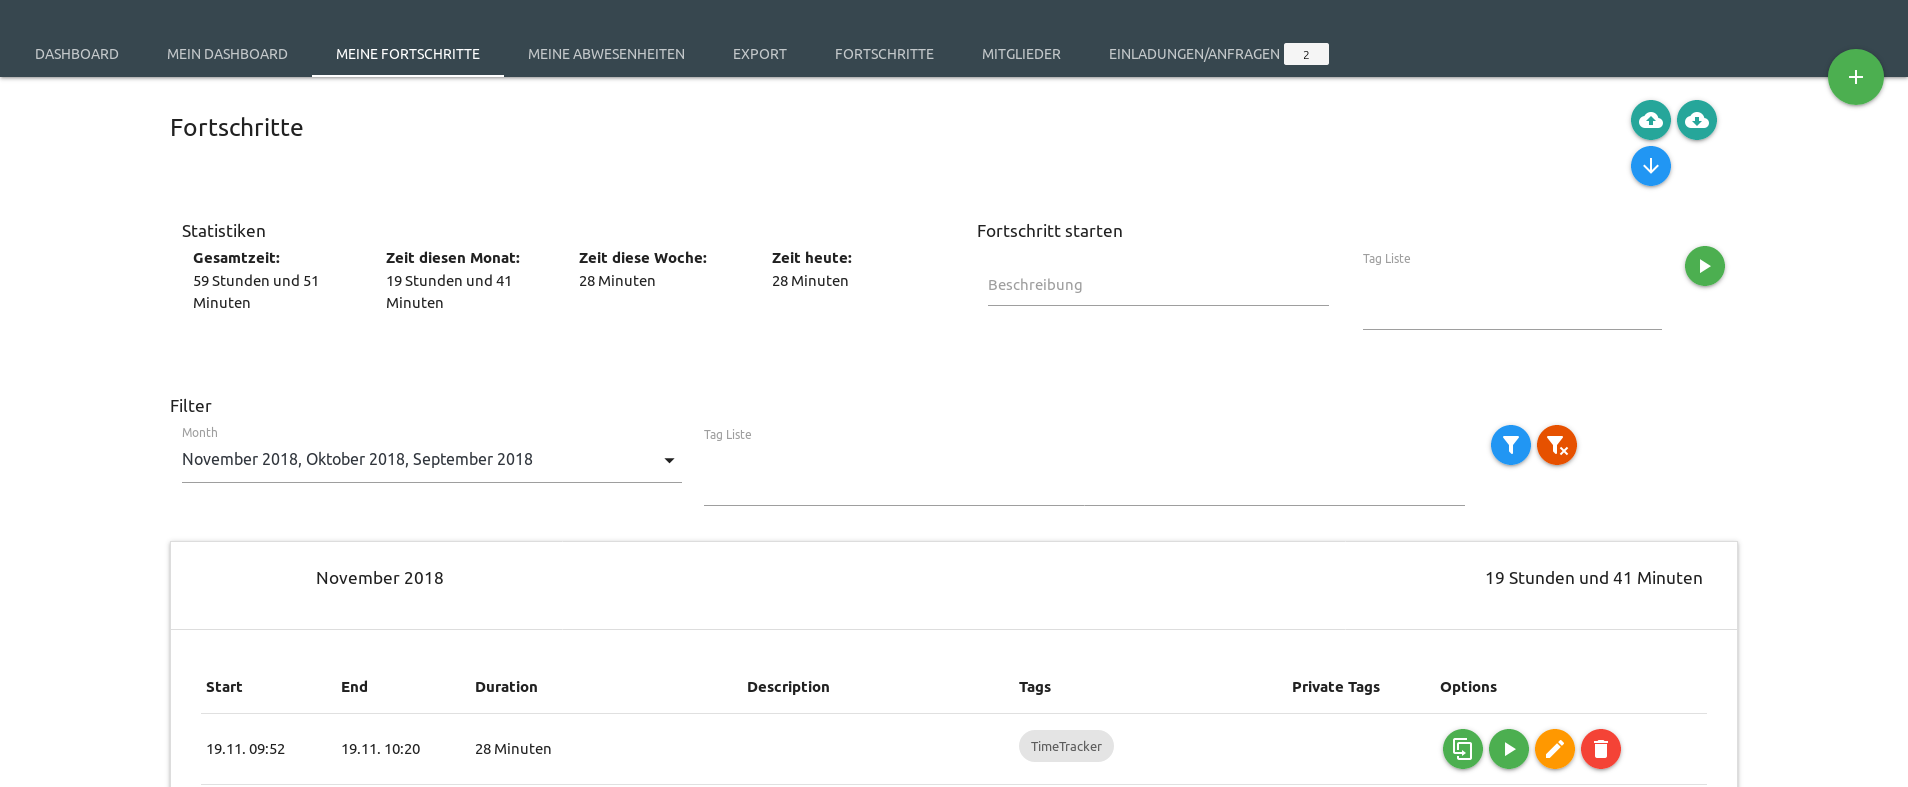 DASHBOARD MEIN DASHBOARD MEINE FORTSCHRITTE MEINE ABWESENHEITEN EXPORT FORTSCHRITTE MITGLIEDER EINLADUNGEN/ANFRAGEN 2
Fortschritte
Statistiken
Gesamtzeit: Zeit diesen Monat: Zeit diese Woche: Zeit heute:
59 Stunden und 51 19 Stunden und 41 28 Minuten 28 Minuten
Minuten Minuten
Fortschritt starten
Beschreibung
Tag Liste
Filter
Month
November 2018, Oktober 2018, September 2018
Tag Liste
November 2018 19 Stunden und 41 Minuten
Start End Duration Description Tags Private Tags Options
19.11. 09:52 19.11. 10:20 28 Minuten TimeTracker